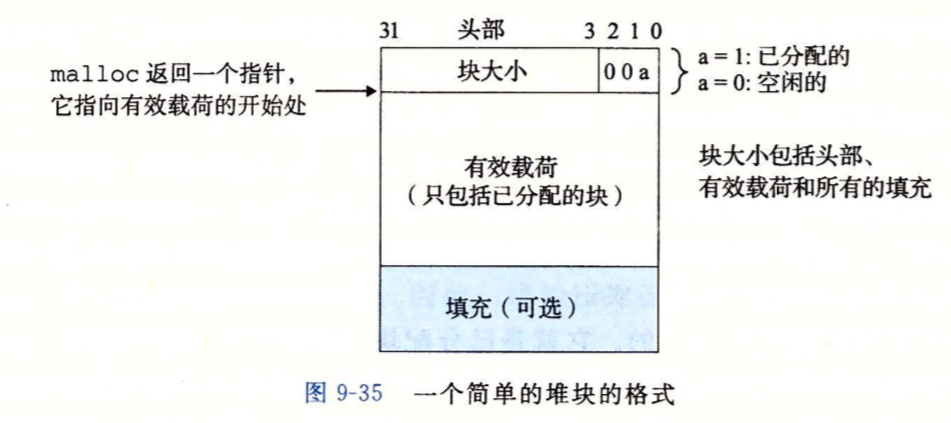 31 头部 3 2 1 0
块大小 0 0 a
a = 1: 已分配的
a = 0: 空闲的
malloc 返回一个指针，
它指向有效载荷的开始处
有效载荷
（只包括已分配的块）
块大小包括头部、
有效载荷和所有的填充
填充（可选）
图 9-35 一个简单的堆块的格式